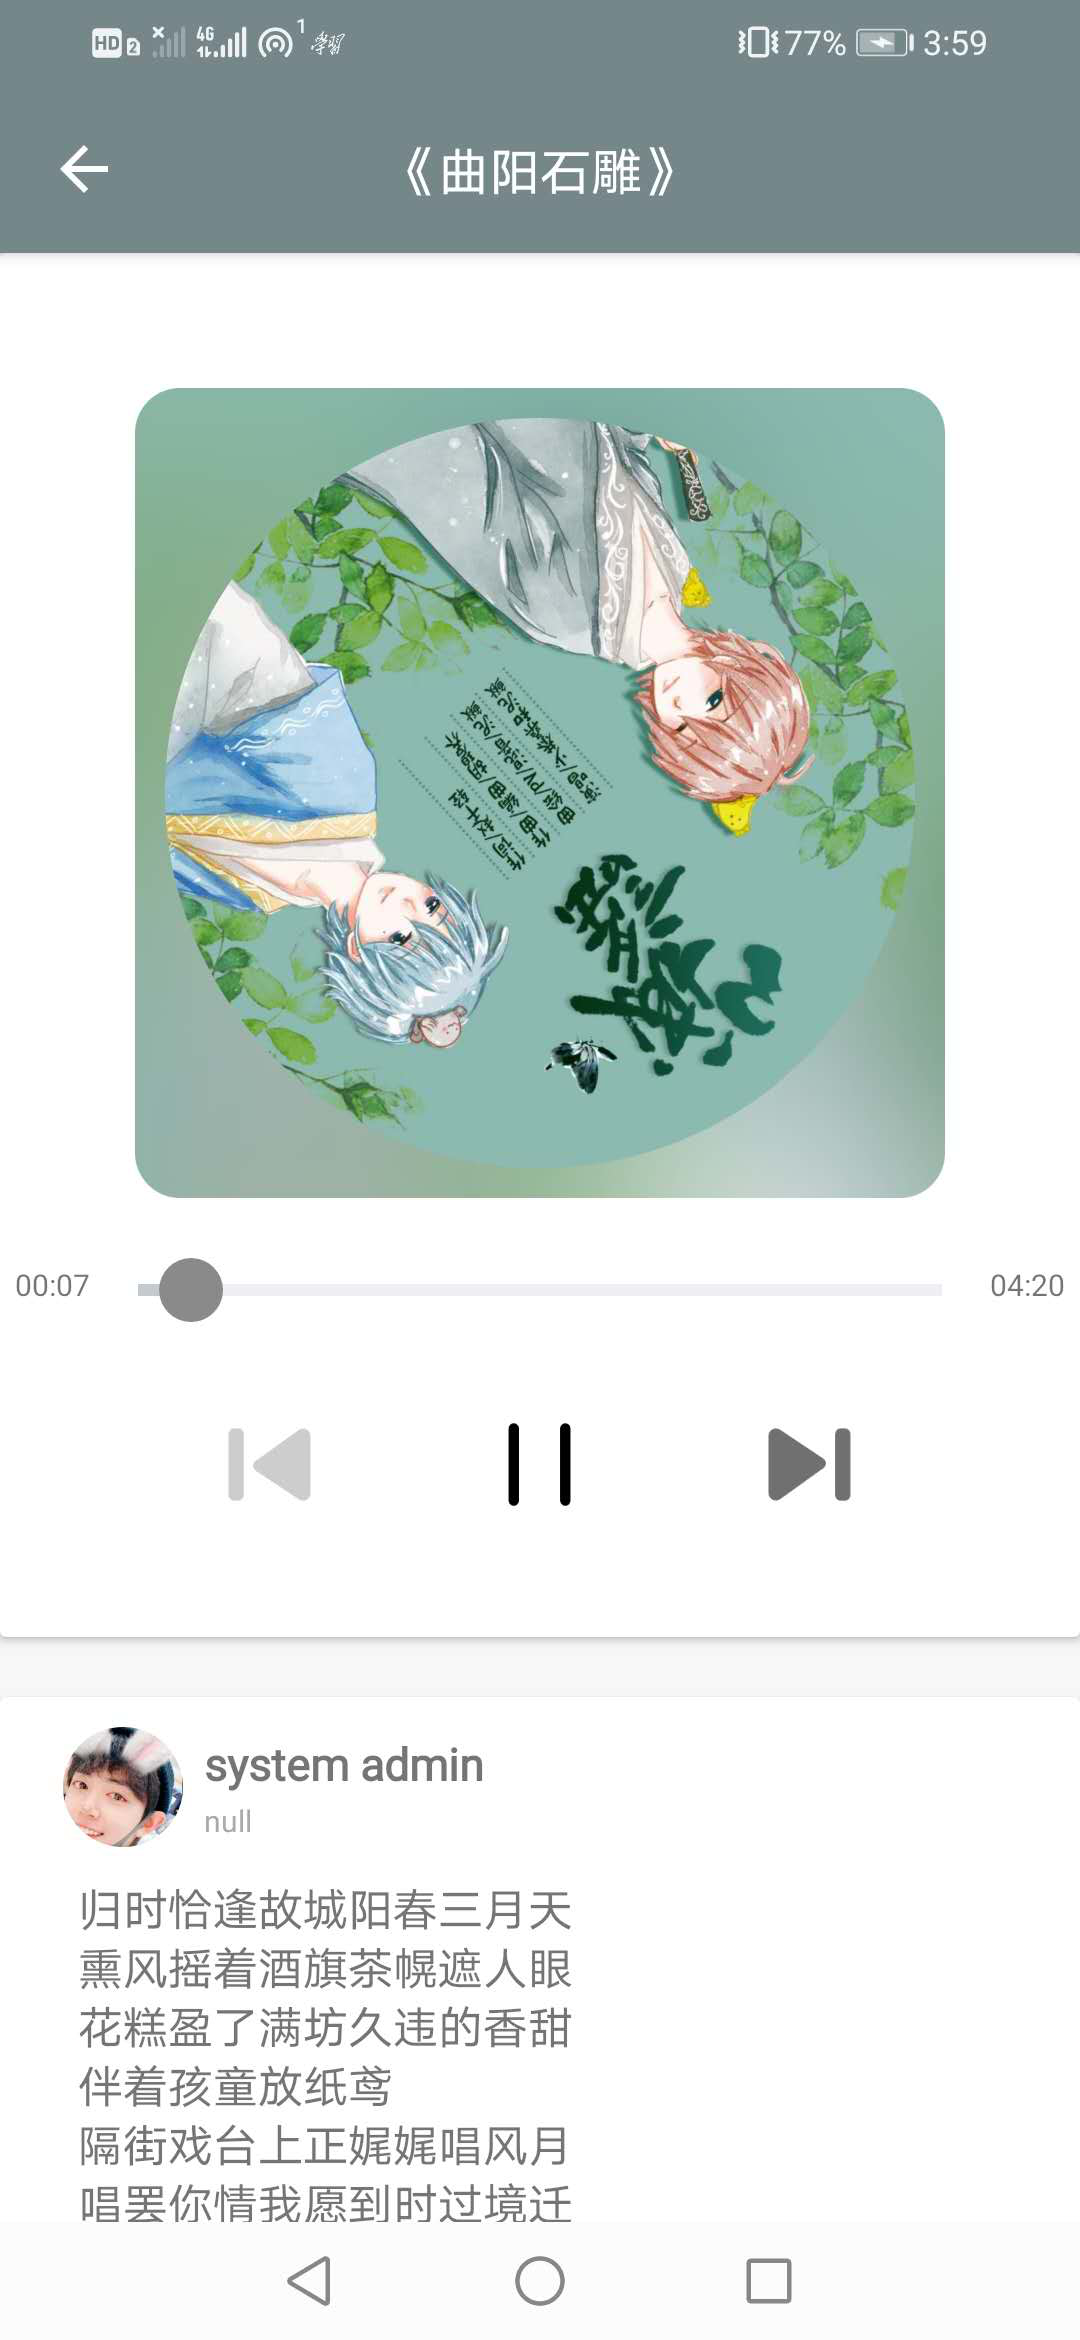 HD 2 4G 1 学習 77% 3:59
《曲阳石雕》
00:07
04:20
system admin
null
归时恰逢故城阳春三月天
熏风摇着酒旗茶幌遮人眼
花糕盈了满坊久违的香甜
伴着孩童放纸鸢
隔街戏台上正娓娓唱风月
唱罢你情我愿到时过境迁